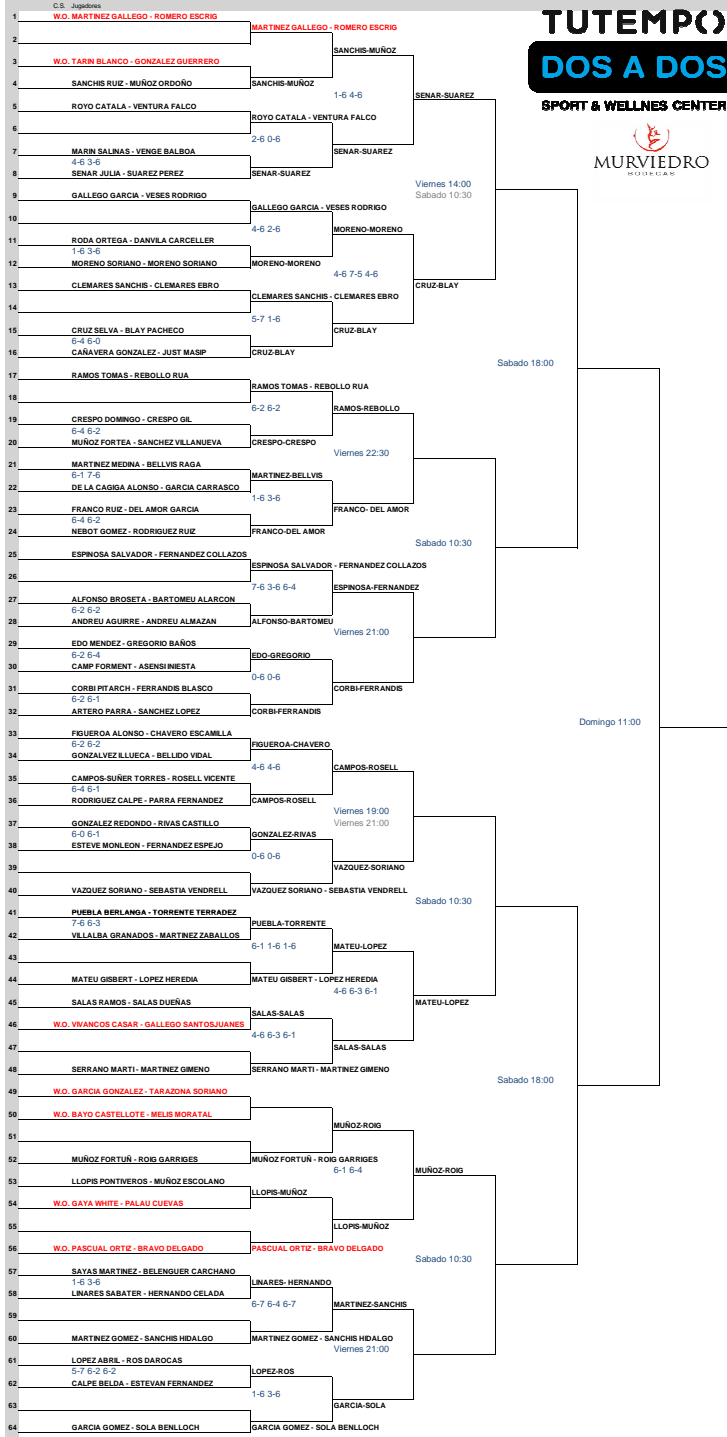 C.S. Jugadores
TUTEMPO
DOS A DOS
SPORT & WELLNES CENTER
MURVIEDRO
BODEGAS
1 W.O. MARTINEZ GALLEGO - ROMERO ESCRIG
MARTINEZ GALLEGO - ROMERO ESCRIG
2
SANCHIS-MUÑOZ
3 W.O. TARIN BLANCO - GONZALEZ GUERRERO
4 SANCHIS RUIZ - MUÑOZ ORDOÑO
SANCHIS-MUÑOZ
1-6 4-6
SENAR-SUAREZ
5 ROYO CATALA - VENTURA FALCO
ROYO CATALA - VENTURA FALCO
6
2-6 0-6
7 MARIN SALINAS - VENGE BALBOA
SENAR-SUAREZ
4-6 3-6
8 SENAR JULIA - SUAREZ PEREZ
SENAR-SUAREZ
Viernes 14:00
Sabado 10:30
9 GALLEGO GARCIA - VESES RODRIGO
GALLEGO GARCIA - VESES RODRIGO
10
4-6 2-6
MORENO-MORENO
11 RODA ORTEGA - DANVILA CARCELLER
1-6 3-6
12 MORENO SORIANO - MORENO SORIANO
MORENO-MORENO
4-6 7-5 4-6
13 CLEMARES SANCHIS - CLEMARES EBRO
CRUZ-BLAY
CLEMARES SANCHIS - CLEMARES EBRO
14
5-7 1-6
15 CRUZ SELVA - BLAY PACHECO
CRUZ-BLAY
6-4 6-0
16 CAÑAVERA GONZALEZ - JUST MASIP
CRUZ-BLAY
Sabado 18:00
17 RAMOS TOMAS - REBOLLO RUA
RAMOS TOMAS - REBOLLO RUA
18
6-2 6-2
RAMOS-REBOLLO
19 CRESPO DOMINGO - CRESPO GIL
6-4 6-2
20 MUÑOZ FORTEA - SANCHEZ VILLANUEVA
CRESPO-CRESPO
Viernes 22:30
21 MARTINEZ MEDINA - BELLVIS RAGA
6-1 7-6
MARTINEZ-BELLVIS
22 DE LA CAGIGA ALONSO - GARCIA CARRASCO
1-6 3-6
23 FRANCO RUIZ - DEL AMOR GARCIA
FRANCO- DEL AMOR
6-4 6-2
24 NEBOT GOMEZ - RODRIGUEZ RUIZ
FRANCO-DEL AMOR
Sabado 10:30
25 ESPINOSA SALVADOR - FERNANDEZ COLLAZOS
ESPINOSA SALVADOR - FERNANDEZ COLLAZOS
26
7-6 3-6 6-4
ESPINOSA-FERNANDEZ
27 ALFONSO BROSETA - BARTOMEU ALARCON
6-2 6-2
28 ANDREU AGUIRRE - ANDREU ALMAZAN
ALFONSO-BARTOMEU
Viernes 21:00
29 EDO MENDEZ - GREGORIO BAÑOS
6-2 6-4
EDO-GREGORIO
30 CAMP FORMENT - ASENSI INIESTA
0-6 0-6
31 CORBI PITARCH - FERRANDIS BLASCO
CORBI-FERRANDIS
6-2 6-1
32 ARTERO PARRA - SANCHEZ LOPEZ
CORBI-FERRANDIS
Domingo 11:00
33 FIGUEROA ALONSO - CHAVERO ESCAMILLA
6-2 6-2
FIGUEROA-CHAVERO
34 GONZALVEZ ILLUECA - BELLIDO VIDAL
4-6 4-6
CAMPOS-ROSELL
35 CAMPOS-SUÑER TORRES - ROSELL VICENTE
6-4 6-1
36 RODRIGUEZ CALPE - PARRA FERNANDEZ
CAMPOS-ROSELL
Viernes 19:00
Viernes 21:00
37 GONZALEZ REDONDO - RIVAS CASTILLO
6-0 6-1
GONZALEZ-RIVAS
38 ESTEVE MONLEON - FERNANDEZ ESPEJO
0-6 0-6
39
VAZQUEZ-SORIANO
40 VAZQUEZ SORIANO - SEBASTIA VENDRELL
VAZQUEZ SORIANO - SEBASTIA VENDRELL
Sabado 10:30
41 PUEBLA BERLANGA - TORRENTE TERRADEZ
7-6 6-3
PUEBLA-TORRENTE
42 VILLALBA GRANADOS - MARTINEZ ZABALLOS
6-1 1-6 1-6
MATEU-LOPEZ
43
44 MATEU GISBERT - LOPEZ HEREDIA
MATEU GISBERT - LOPEZ HEREDIA
4-6 6-3 6-1
45 SALAS RAMOS - SALAS DUEÑAS
MATEU-LOPEZ
SALAS-SALAS
46 W.O. VIVANCOS CASAR - GALLEGO SANTOSJUANES
4-6 6-3 6-1
47
SALAS-SALAS
48 SERRANO MARTI - MARTINEZ GIMENO
SERRANO MARTI - MARTINEZ GIMENO
Sabado 18:00
49 W.O. GARCIA GONZALEZ - TARAZONA SORIANO
50 W.O. BAYO CASTELLOTE - MELIS MORATAL
MUÑOZ-ROIG
51
52 MUÑOZ FORTUÑ - ROIG GARRIGES
MUÑOZ FORTUÑ - ROIG GARRIGES
6-1 6-4
MUÑOZ-ROIG
53 LLOPIS PONTIVEROS - MUÑOZ ESCOLANO
LLOPIS-MUÑOZ
54 W.O. GAYA WHITE - PALAU CUEVAS
55
LLOPIS-MUÑOZ
56 W.O. PASCUAL ORTIZ - BRAVO DELGADO
PASCUAL ORTIZ - BRAVO DELGADO
Sabado 10:30
57 SAYAS MARTINEZ - BELENGUER CARCHANO
1-6 3-6
LINARES- HERNANDO
58 LINARES SABATER - HERNANDO CELADA
6-7 6-4 6-7
MARTINEZ-SANCHIS
59
60 MARTINEZ GOMEZ - SANCHIS HIDALGO
MARTINEZ GOMEZ - SANCHIS HIDALGO
Viernes 21:00
61 LOPEZ ABRIL - ROS DAROCAS
5-7 6-2 6-2
LOPEZ-ROS
62 CALPE BELDA - ESTEVAN FERNANDEZ
1-6 3-6
63
GARCIA-SOLA
64 GARCIA GOMEZ - SOLA BENLLOCH
GARCIA GOMEZ - SOLA BENLLOCH